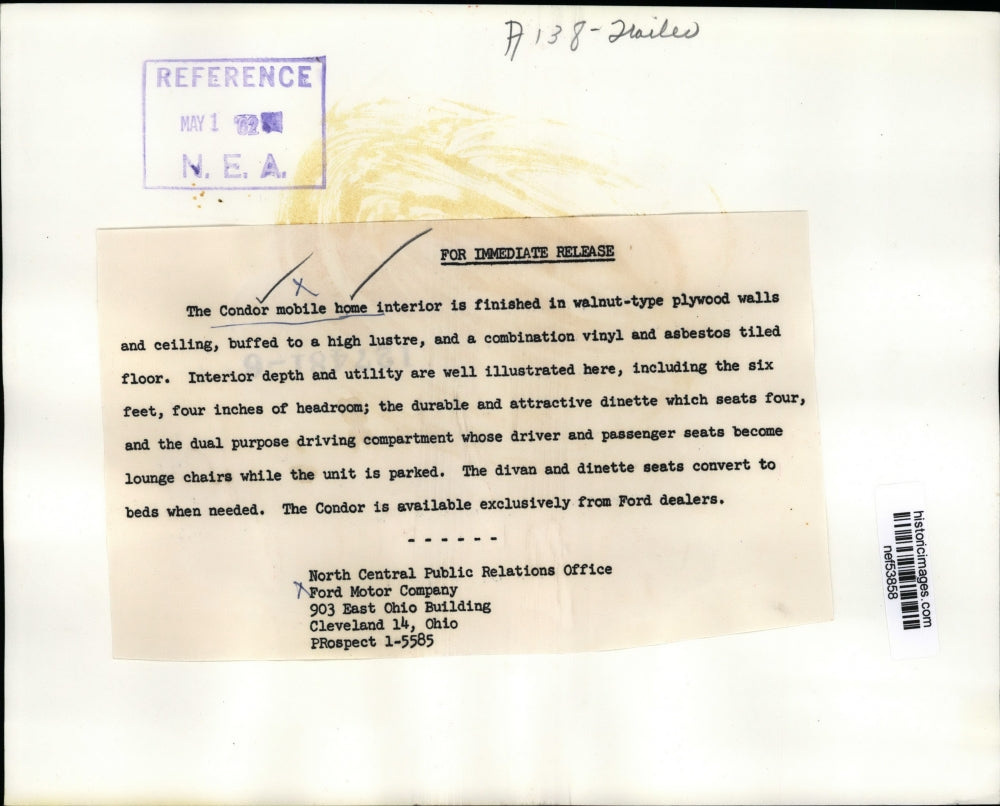 A138-Trailer
REFERENCE
MAY 1 '62
N. E. A.
FOR IMMEDIATE RELEASE
The Condor mobile home interior is finished in walnut-type plywood walls
and ceiling, buffed to a high lustre, and a combination vinyl and asbestos tiled
floor. Interior depth and utility are well illustrated here, including the six
feet, four inches of headroom; the durable and attractive dinette which seats four,
and the dual purpose driving compartment whose driver and passenger seats become
lounge chairs while the unit is parked. The divan and dinette seats convert to
beds when needed. The Condor is available exclusively from Ford dealers.
- - - - - -
North Central Public Relations Office
Ford Motor Company
903 East Ohio Building
Cleveland 14, Ohio
PRospect 1-5585
historicimages.com
nef53858